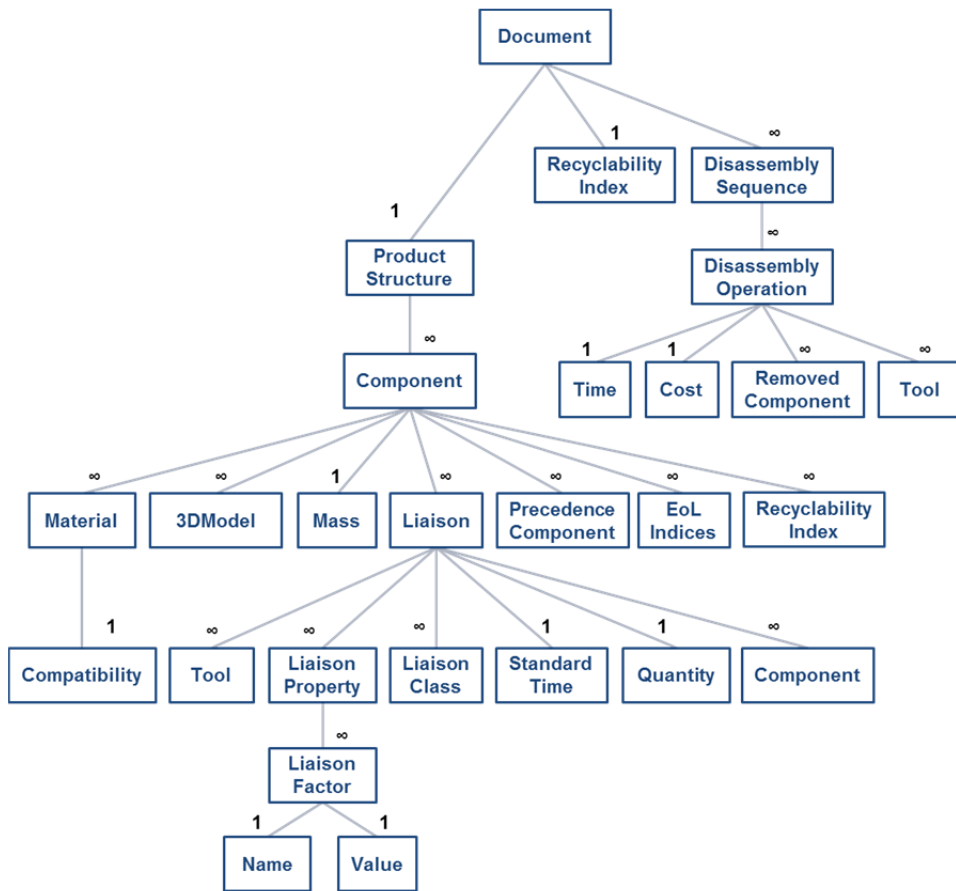 Document
1
∞
Recyclability
Index
Disassembly
Sequence
1
∞
Product
Structure
Disassembly
Operation
∞
1
1
∞
∞
Component
Time
Cost
Removed
Component
Tool
∞
∞
1
∞
∞
∞
∞
Material
3DModel
Mass
Liaison
Precedence
Component
EoL
Indices
Recyclability
Index
1
∞
∞
∞
1
1
∞
Compatibility
Tool
Liaison
Property
Liaison
Class
Standard
Time
Quantity
Component
∞
Liaison
Factor
1
1
Name
Value